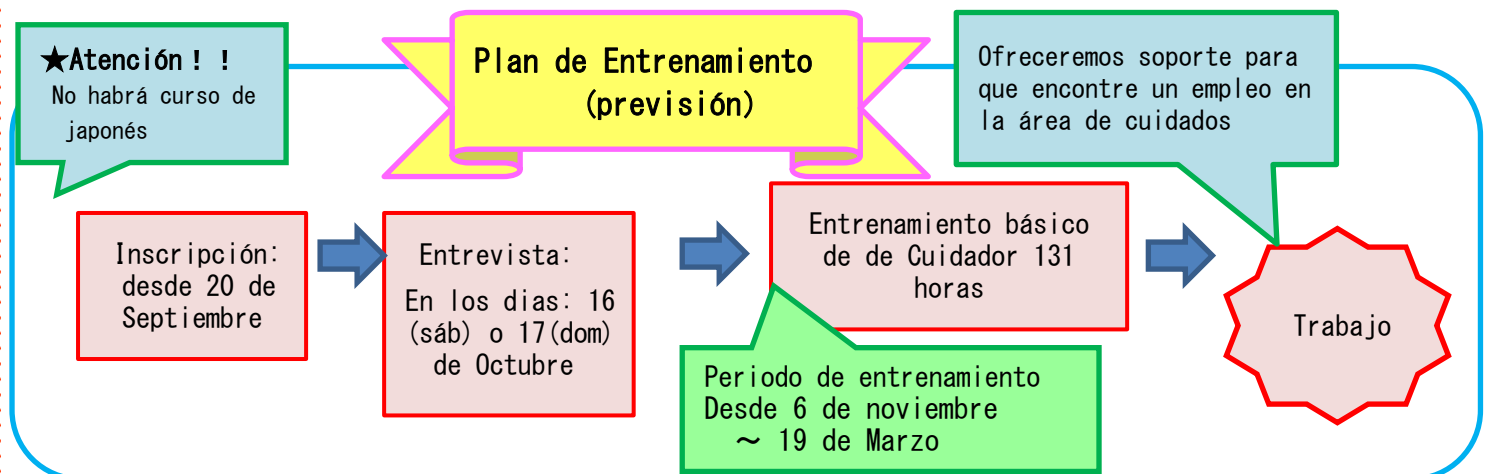 ★Atención！！
No habrá curso de
japonés
Plan de Entrenamiento
(previsión)
Ofreceremos soporte para
que encontre un empleo en
la área de cuidados
Inscripción:
desde 20 de
Septiembre
Entrevista:
En los dias: 16
(sáb) o 17(dom)
de Octubre
Entrenamiento básico
de de Cuidador 131
horas
Periodo de entrenamiento
Desde 6 de noviembre
～ 19 de Marzo
Trabajo